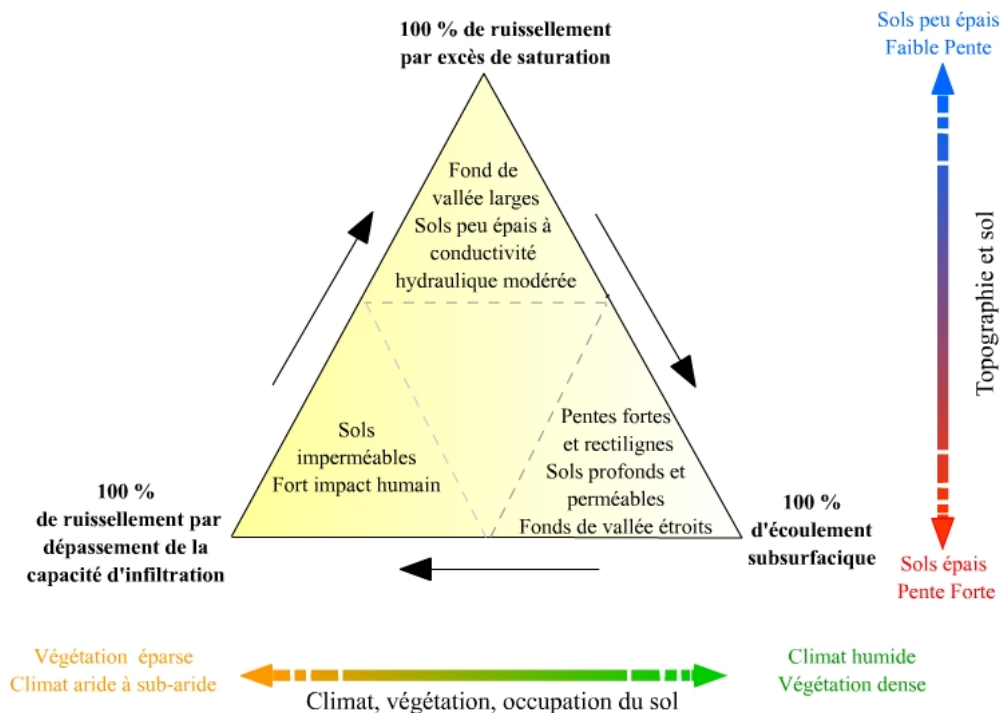 100 % de ruissellement
par excès de saturation
Sols peu épais
Faible Pente
Fond de
vallée larges
Sols peu épais à
conductivité
hydraulique modérée
Topographie et sol
Sols
imperméables
Fort impact humain
Pentes fortes
et rectilignes
Sols profonds et
perméables
Fonds de vallée étroits
100 %
de ruissellement par
dépassement de la
capacité d'infiltration
100 %
d'écoulement
subsurfacique
Sols épais
Pente Forte
Végétation éparse
Climat aride à sub-aride
Climat, végétation, occupation du sol
Climat humide
Végétation dense